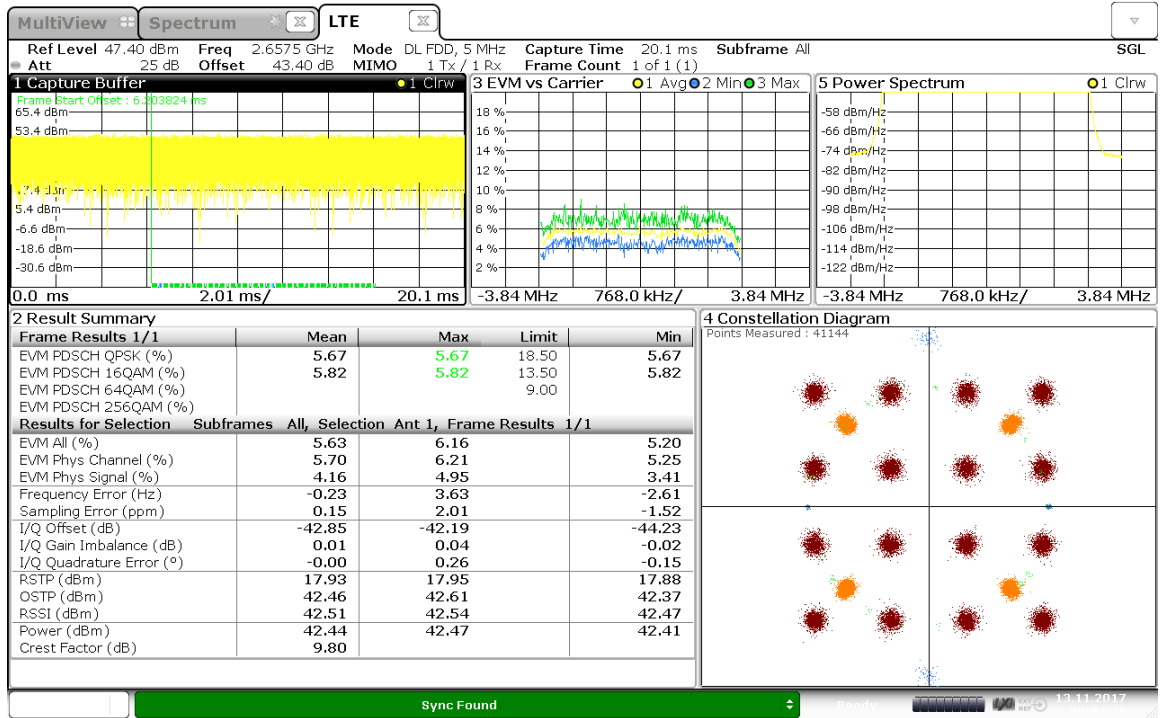 MultiView Spectrum LTE
Ref Level 47.40 dBm Freq 2.6575 GHz Mode DL FDD, 5 MHz Capture Time 20.1 ms Subframe All SGL
Att 25 dB Offset 43.40 dB MIMO 1 Tx / 1 Rx Frame Count 1 of 1 (1)
1 Capture Buffer 1 Clrw
Frame Start Offset : 6.203824 ms
65.4 dBm
53.4 dBm
5.4 dBm
-6.6 dBm
-18.6 dBm
-30.6 dBm
0.0 ms 2.01 ms/ 20.1 ms
3 EVM vs Carrier 1 Avg 2 Min 3 Max
18 %
16 %
14 %
12 %
10 %
8 %
6 %
4 %
2 %
-3.84 MHz 768.0 kHz/ 3.84 MHz
5 Power Spectrum 1 Clrw
-58 dBm/Hz
-66 dBm/Hz
-74 dBm/Hz
-82 dBm/Hz
-90 dBm/Hz
-98 dBm/Hz
-106 dBm/Hz
-114 dBm/Hz
-122 dBm/Hz
-3.84 MHz 768.0 kHz/ 3.84 MHz
2 Result Summary
Frame Results 1/1 Mean Max Limit Min
EVM PDSCH QPSK (%) 5.67 5.67 18.50 5.67
EVM PDSCH 16QAM (%) 5.82 5.82 13.50 5.82
EVM PDSCH 64QAM (%) 9.00
EVM PDSCH 256QAM (%)
Results for Selection Subframes All, Selection Ant 1, Frame Results 1/1
EVM All (%) 5.63 6.16 5.20
EVM Phys Channel (%) 5.70 6.21 5.25
EVM Phys Signal (%) 4.16 4.95 3.41
Frequency Error (Hz) -0.23 3.63 -2.61
Sampling Error (ppm) 0.15 2.01 -1.52
I/Q Offset (dB) -42.85 -42.19 -44.23
I/Q Gain Imbalance (dB) 0.01 0.04 -0.02
I/Q Quadrature Error (°) -0.00 0.26 -0.15
RSTP (dBm) 17.93 17.95 17.88
OSTP (dBm) 42.46 42.61 42.37
RSSI (dBm) 42.51 42.54 42.47
Power (dBm) 42.44 42.47 42.41
Crest Factor (dB) 9.80
4 Constellation Diagram
Points Measured : 41144
Sync Found
Ready
13.11.2017